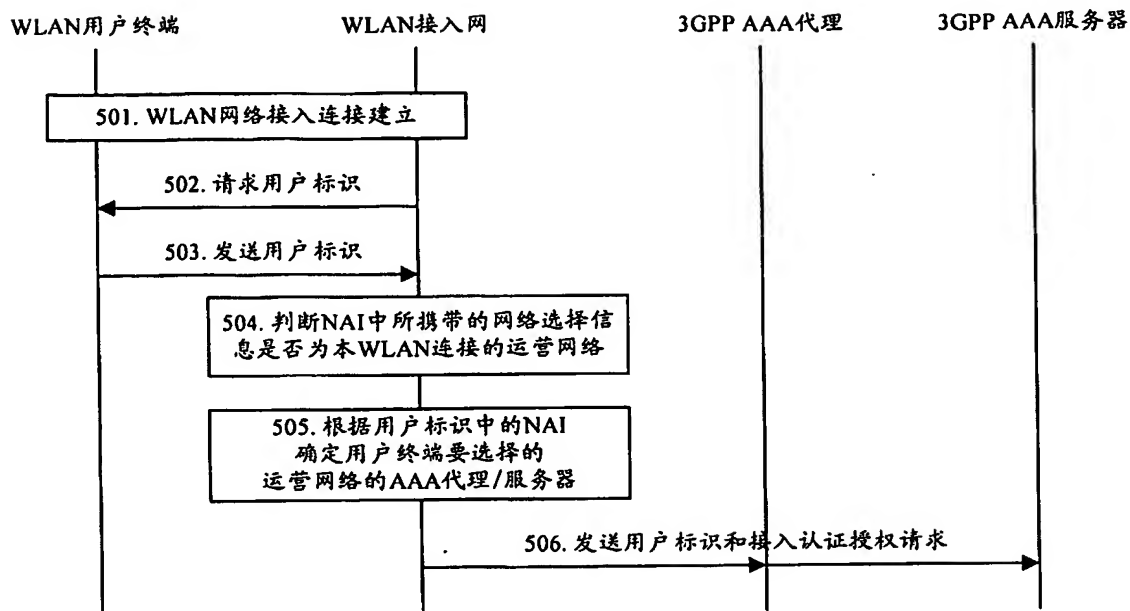 WLAN用户终端
WLAN接入网
3GPP AAA代理
3GPP AAA服务器
501. WLAN网络接入连接建立
502. 请求用户标识
503. 发送用户标识
504. 判断NAI中所携带的网络选择信
息是否为本WLAN连接的运营网络
505. 根据用户标识中的NAI
确定用户终端要选择的
运营网络的AAA代理/服务器
506. 发送用户标识和接入认证授权请求